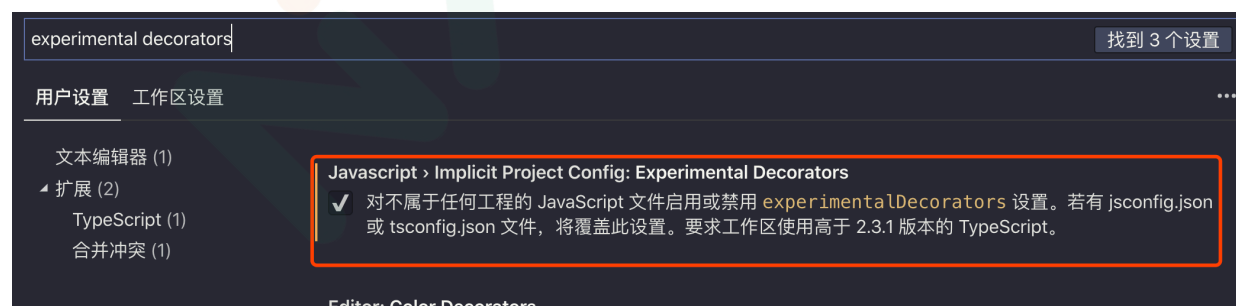 experimental decorators
找到 3 个设置
用户设置 工作区设置
文本编辑器 (1)
扩展 (2)
TypeScript (1)
合并冲突 (1)
Javascript › Implicit Project Config: Experimental Decorators
对不属于任何工程的 JavaScript 文件启用或禁用 experimentalDecorators 设置。若有 jsconfig.json
或 tsconfig.json 文件，将覆盖此设置。要求工作区使用高于 2.3.1 版本的 TypeScript。
Editor: Color Decorators